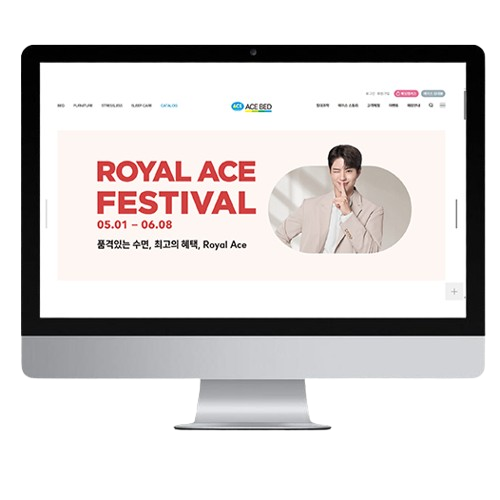 BED FURNITURE STRESSLESS SLEEP CARE CATALOG
ACE ACE BED
ROYAL ACE
FESTIVAL
05.01 – 06.08
품격있는 수면, 최고의 혜택, Royal Ace